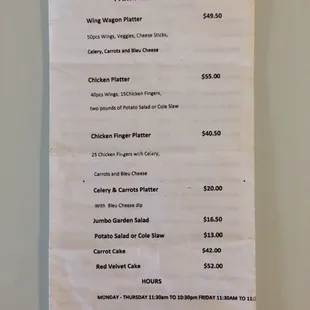 Wing Wagon Platter $49.50
50pcs Wings, Veggies, Cheese Sticks,
Celery, Carrots and Bleu Cheese
Chicken Platter $55.00
40pcs Wings, 15Chicken Fingers,
two pounds of Potato Salad or Cole Slaw
Chicken Finger Platter $40.50
25 Chicken Fingers with Celery,
Carrots and Bleu Cheese
Celery & Carrots Platter $20.00
With Bleu Cheese dip
Jumbo Garden Salad $16.50
Potato Salad or Cole Slaw $13.00
Carrot Cake $42.00
Red Velvet Cake $52.00
HOURS
MONDAY - THURSDAY 11:30am TO 10:30pm FRIDAY 11:30AM TO 11: